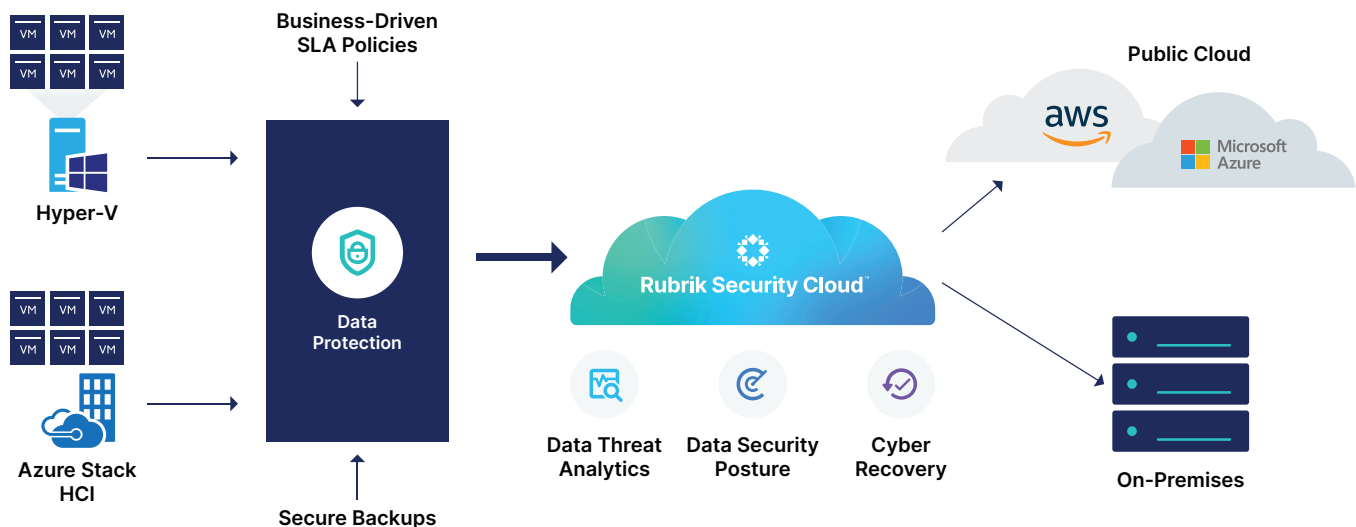 VM VM VM
VM VM VM
Hyper-V
VM VM VM
VM VM VM
Azure Stack
HCI
Business-Driven
SLA Policies
Data
Protection
Secure Backups
Rubrik Security Cloud™
Data Threat
Analytics
Data Security
Posture
Cyber
Recovery
Public Cloud
aws
Microsoft
Azure
On-Premises